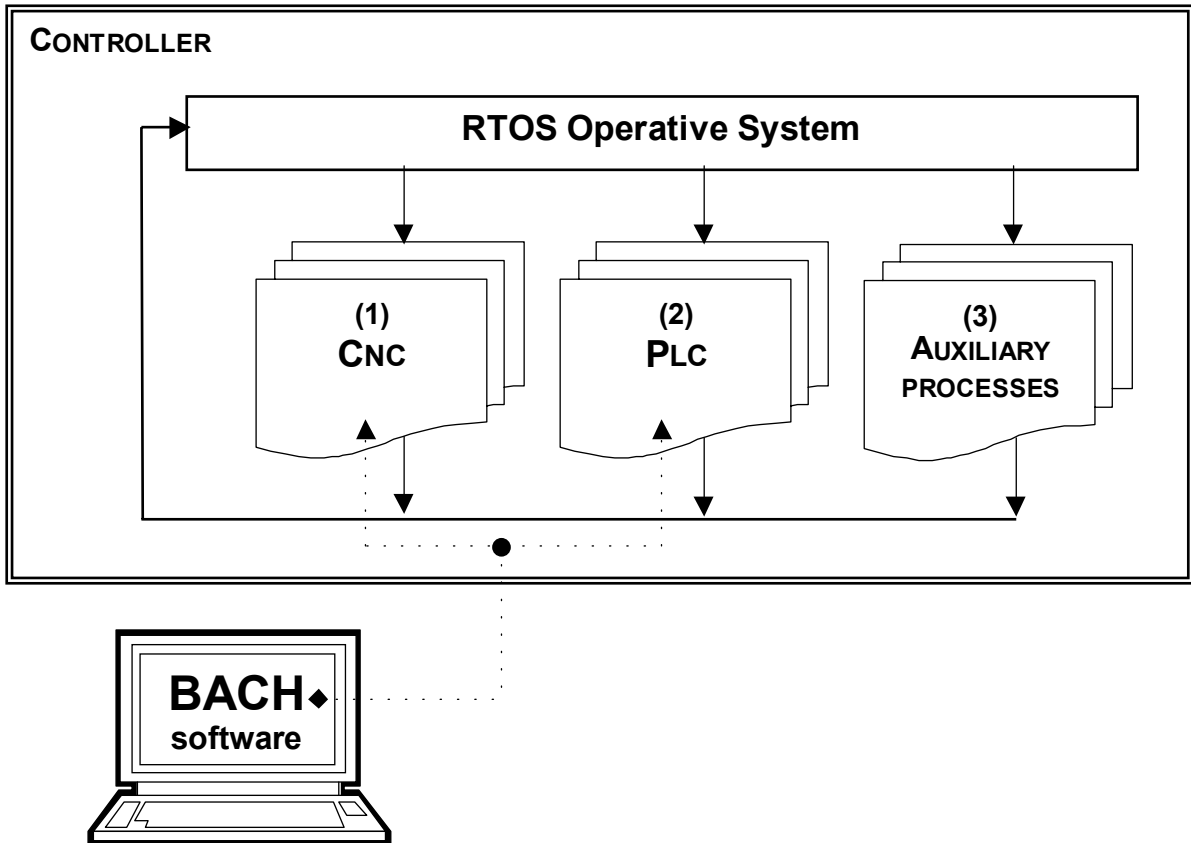 CONTROLLER
RTOS Operative System
(1)
CNC
(2)
PLC
(3)
AUXILIARY
PROCESSES
BACH
software